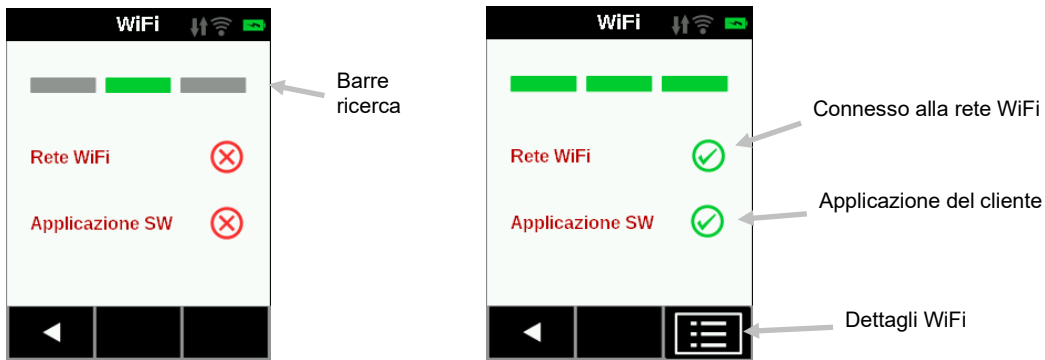 WiFi
Barre
ricerca
Rete WiFi
Applicazione SW
WiFi
Connesso alla rete WiFi
Rete WiFi
Applicazione del cliente
Applicazione SW
Dettagli WiFi